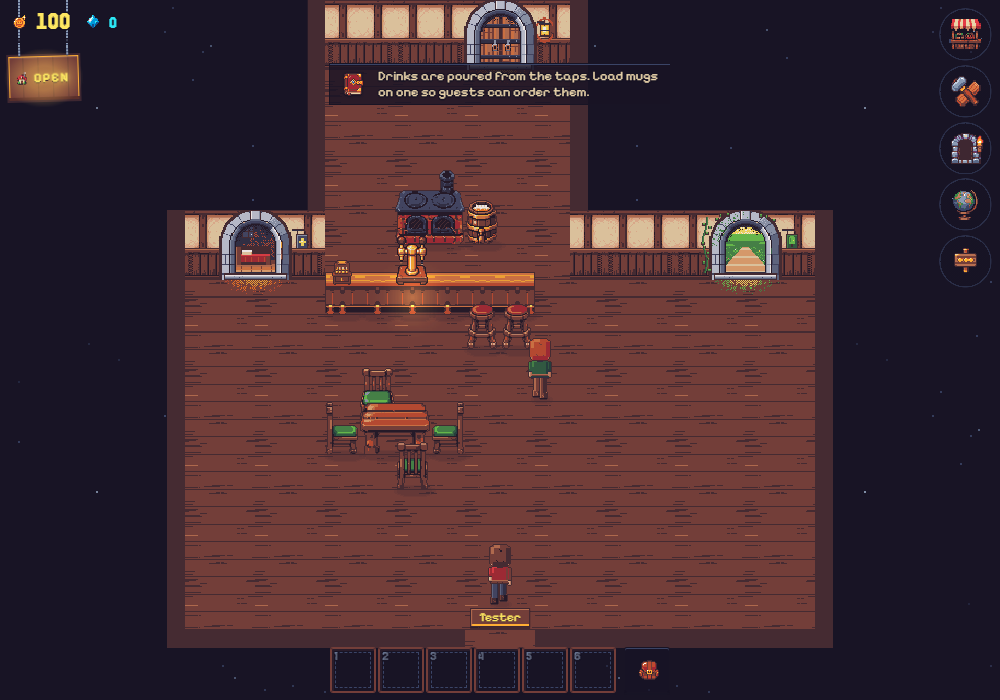 100
0
OPEN
Drinks are poured from the taps. Load mugs
on one so guests can order them.
Tester
1
2
3
4
5
6